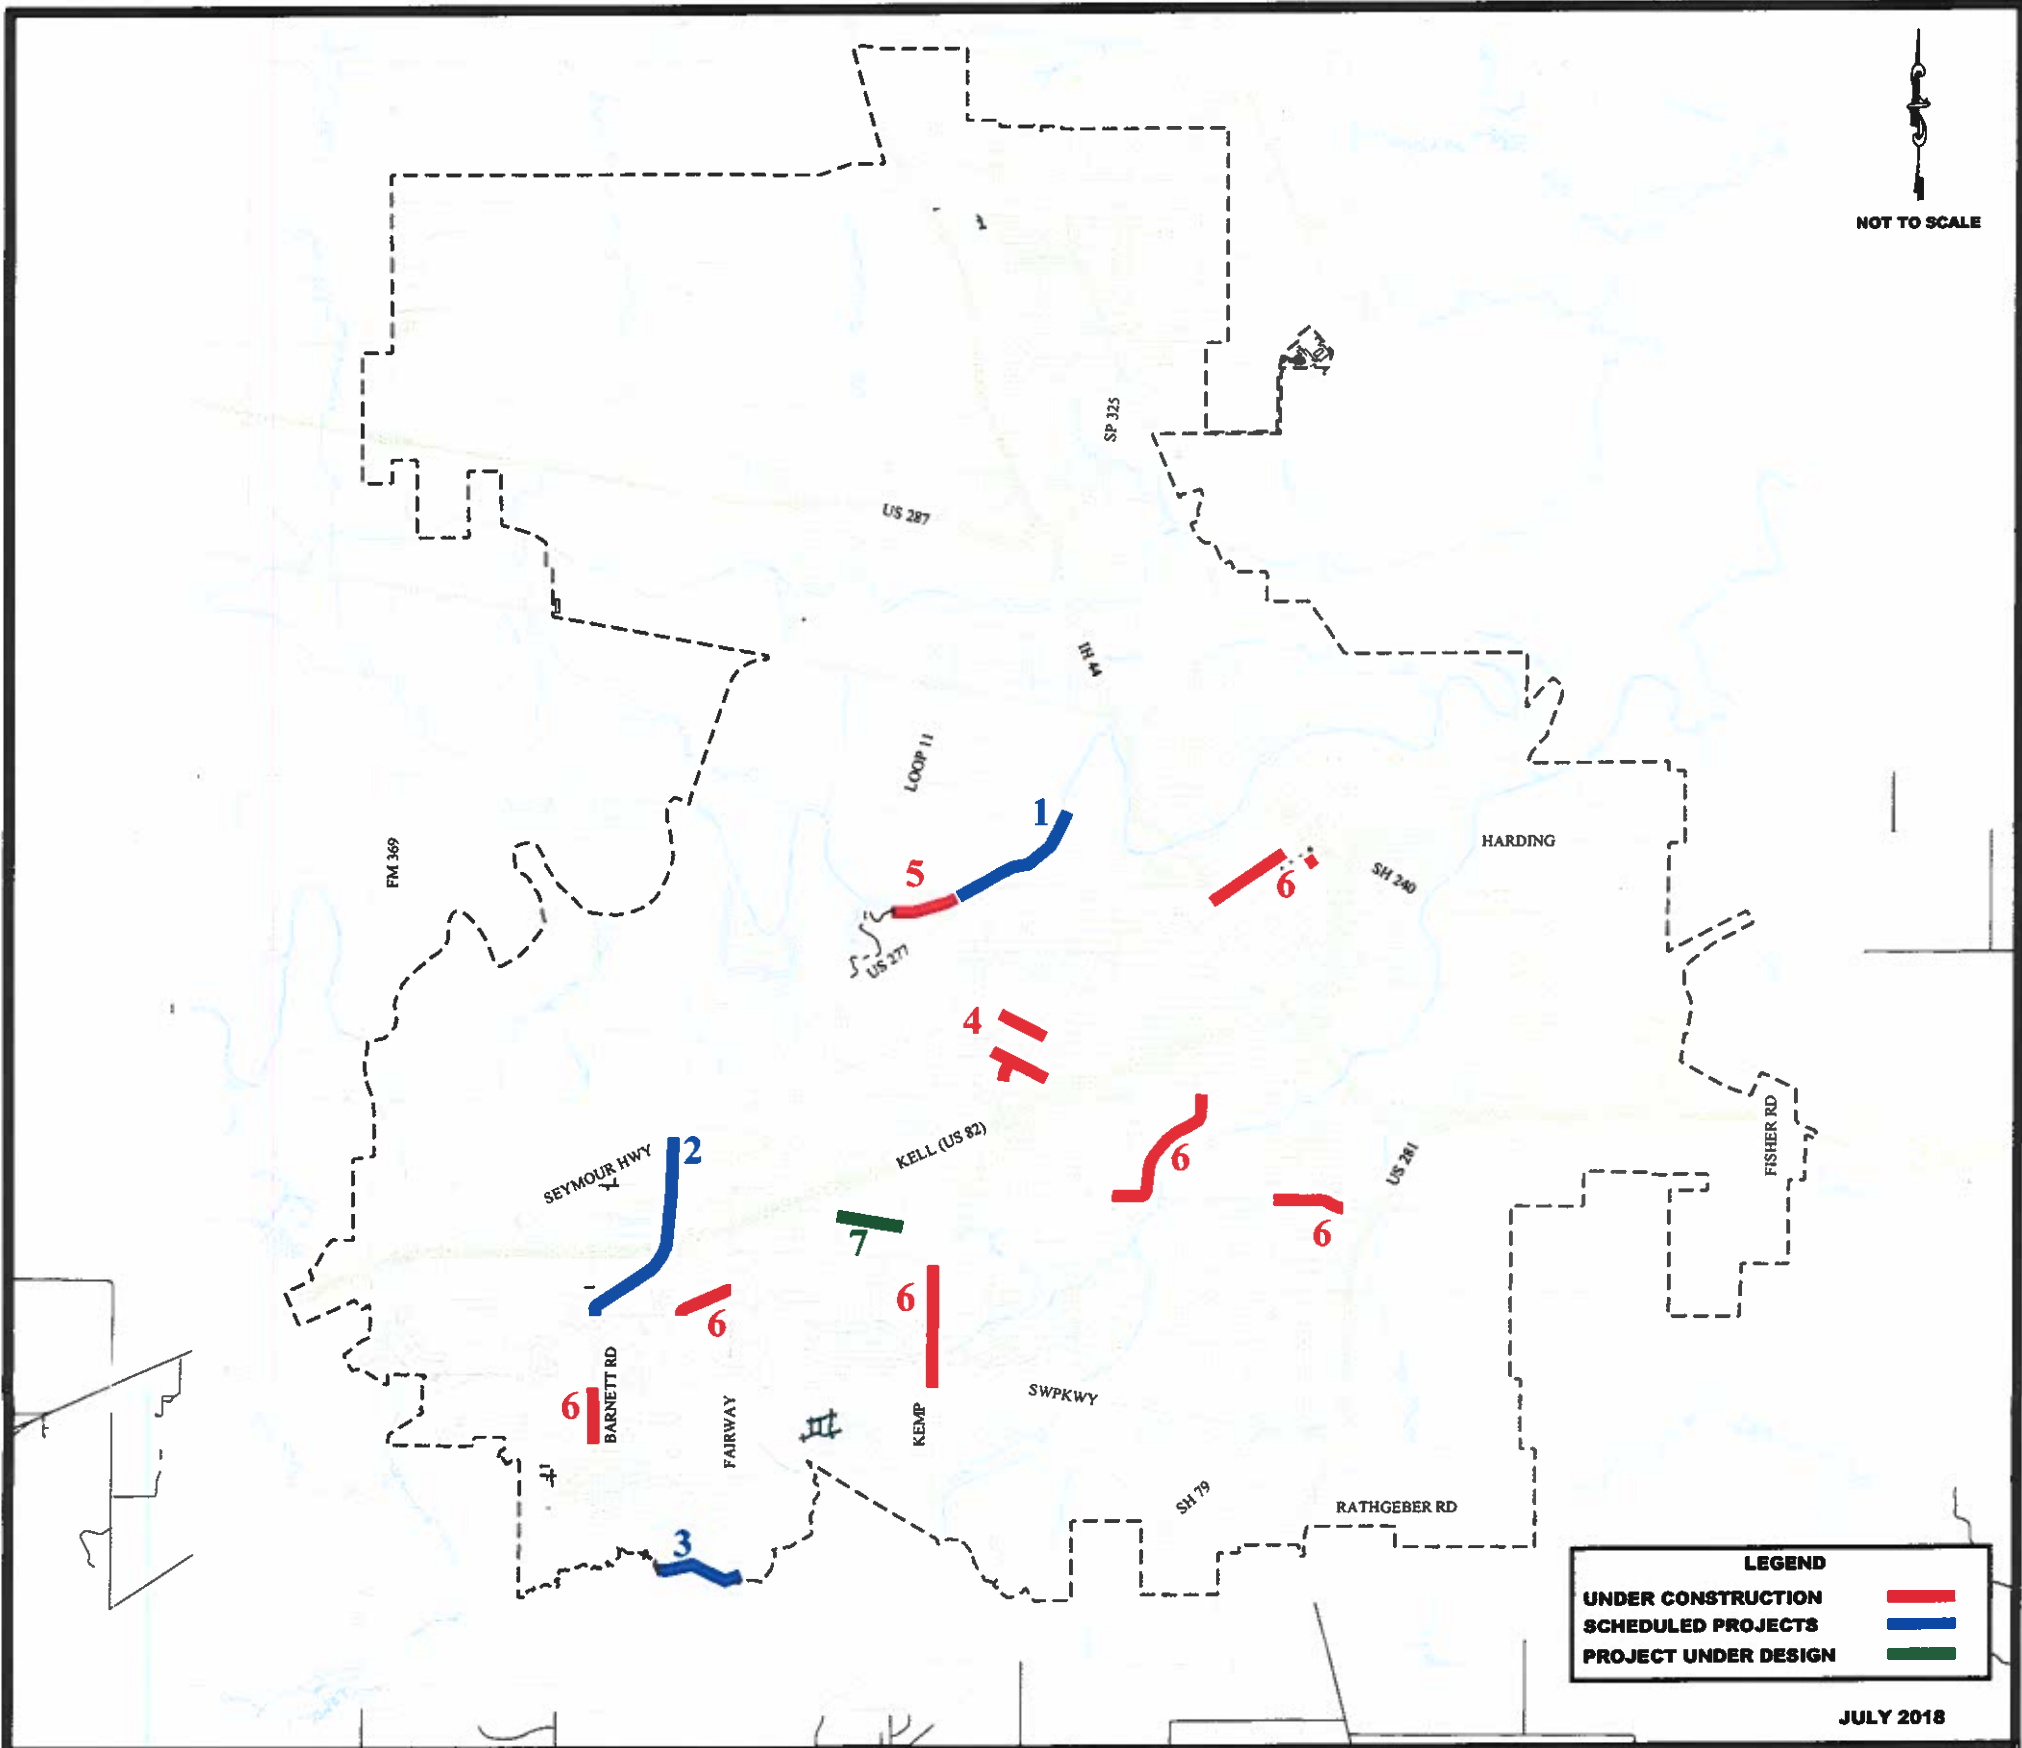 NOT TO SCALE
SP 325
US 287
IH 44
LOOP 11
1
HARDING
FM 369
5
6
SH 240
US 277
4
FISHER RD
KELL (US 82)
2
SEYMOUR HWY
6
US 281
7
6
6
6
BARNETT RD
6
FAIRWAY
KEMP
SWPKWY
SH 79
RATHGEBER RD
3
LEGEND
UNDER CONSTRUCTION
SCHEDULED PROJECTS
PROJECT UNDER DESIGN
JULY 2018